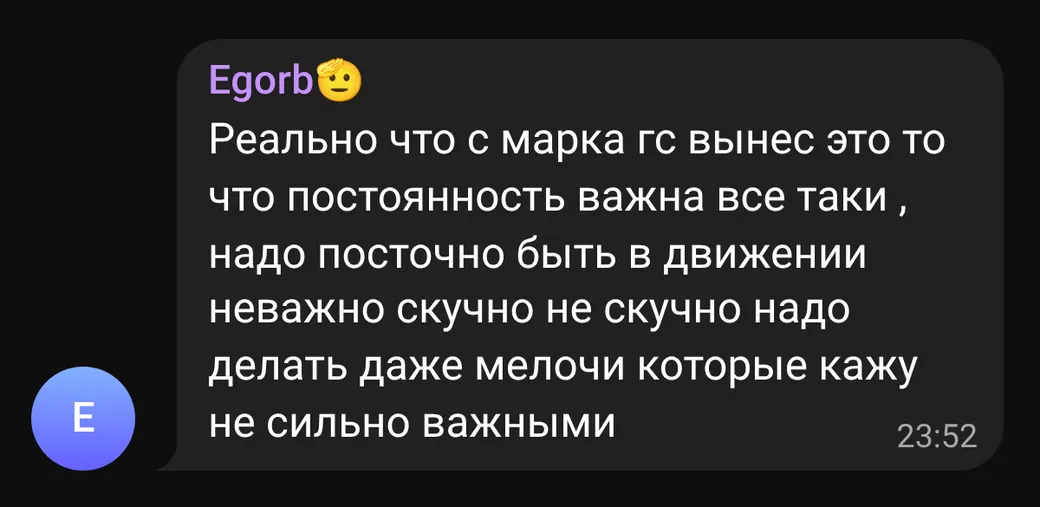 Egorb🫡
Реально что с марка гс вынес это то
что постоянность важна все таки ,
надо посточно быть в движении
неважно скучно не скучно надо
делать даже мелочи которые кажу
не сильно важными
23:52
E